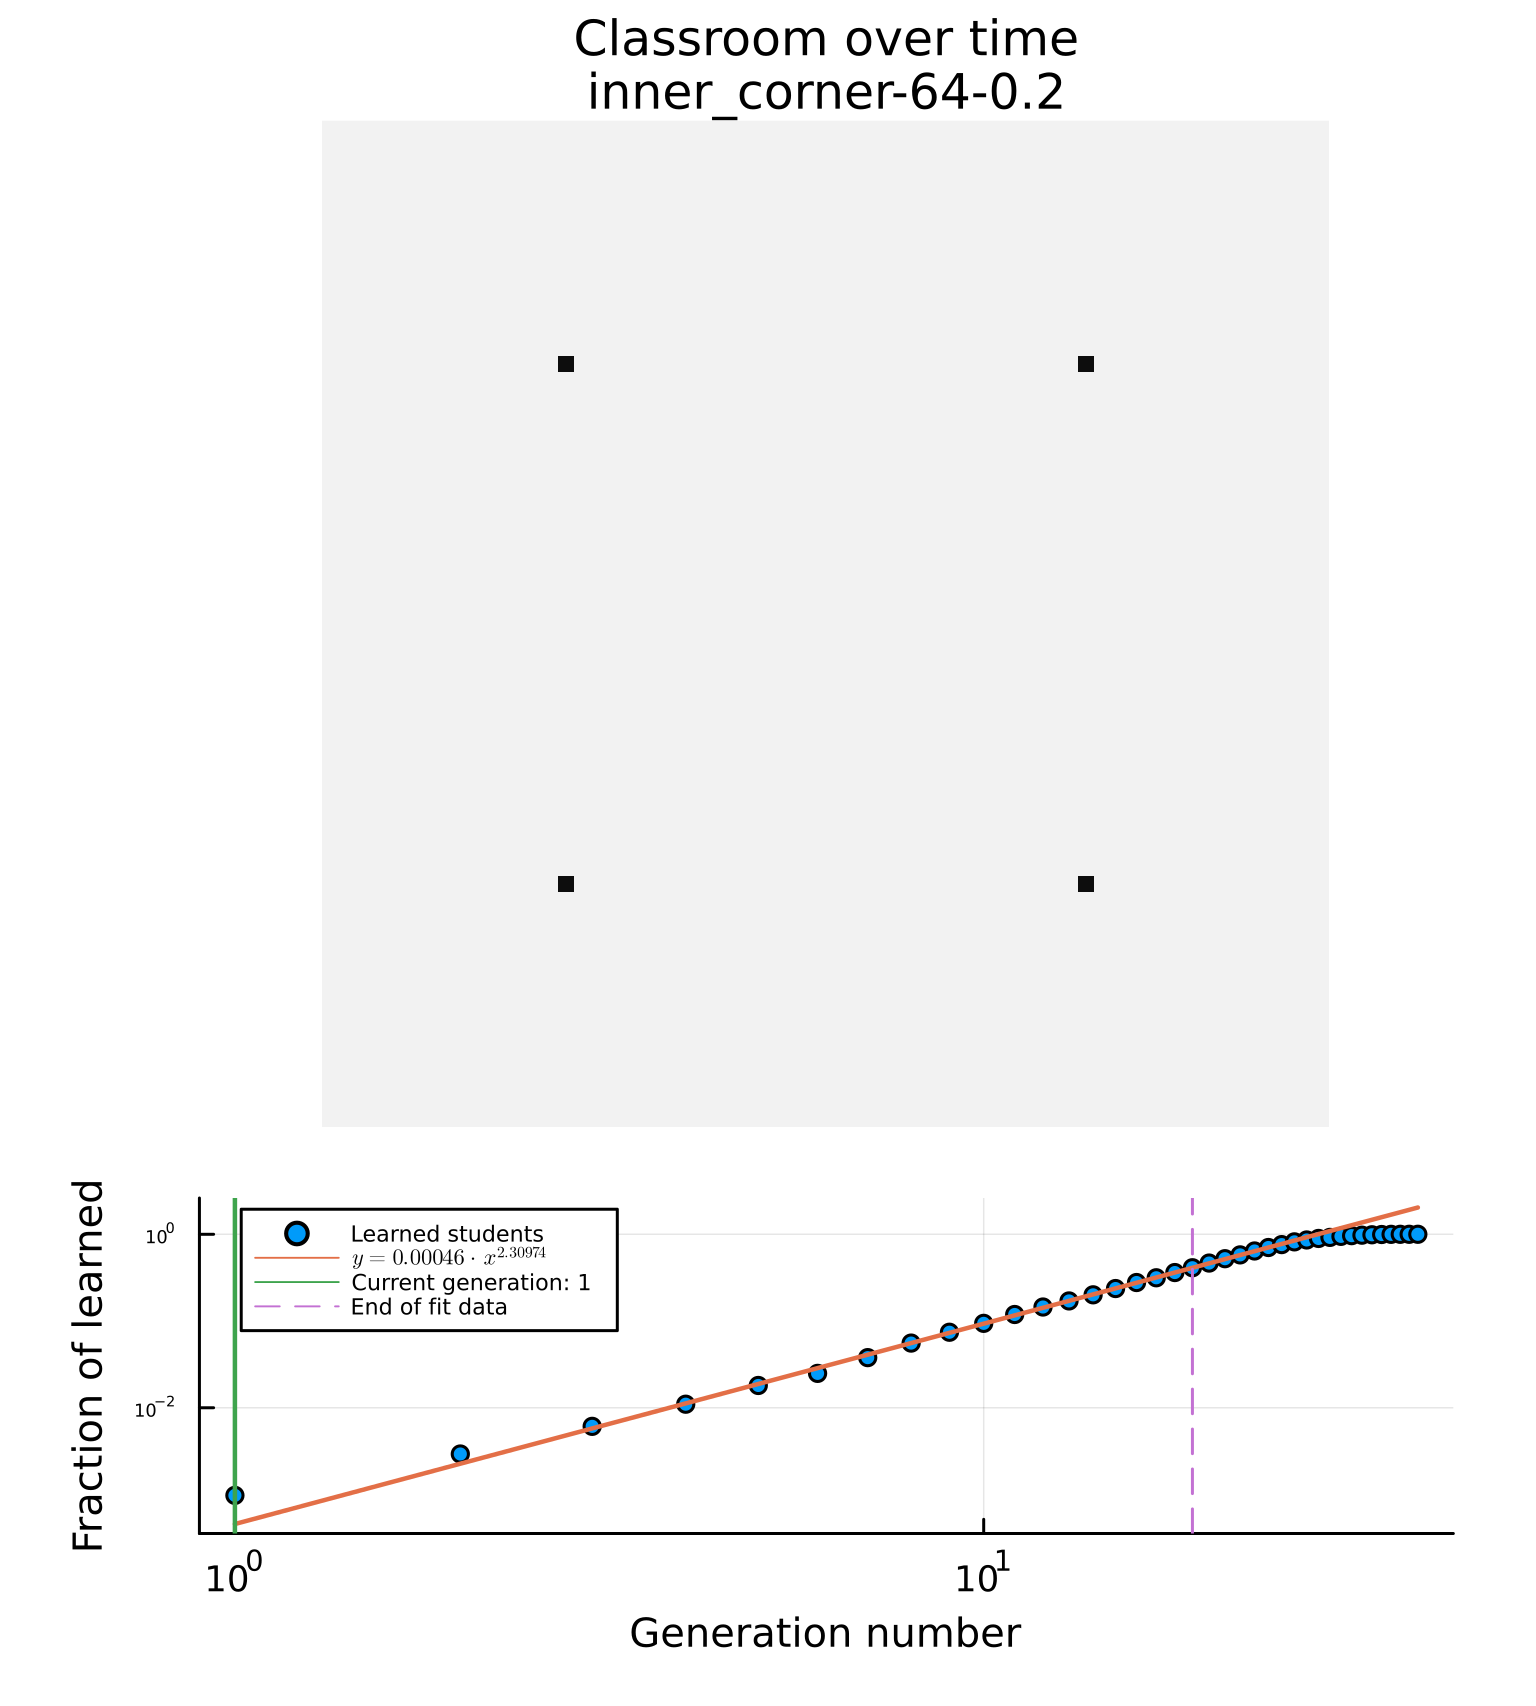 Classroom over time
inner_corner-64-0.2
Fraction of learned
10^0
10^−2
Learned students
y = 0.00046 · x^2.30974
Current generation: 1
End of fit data
10^0
10^1
Generation number